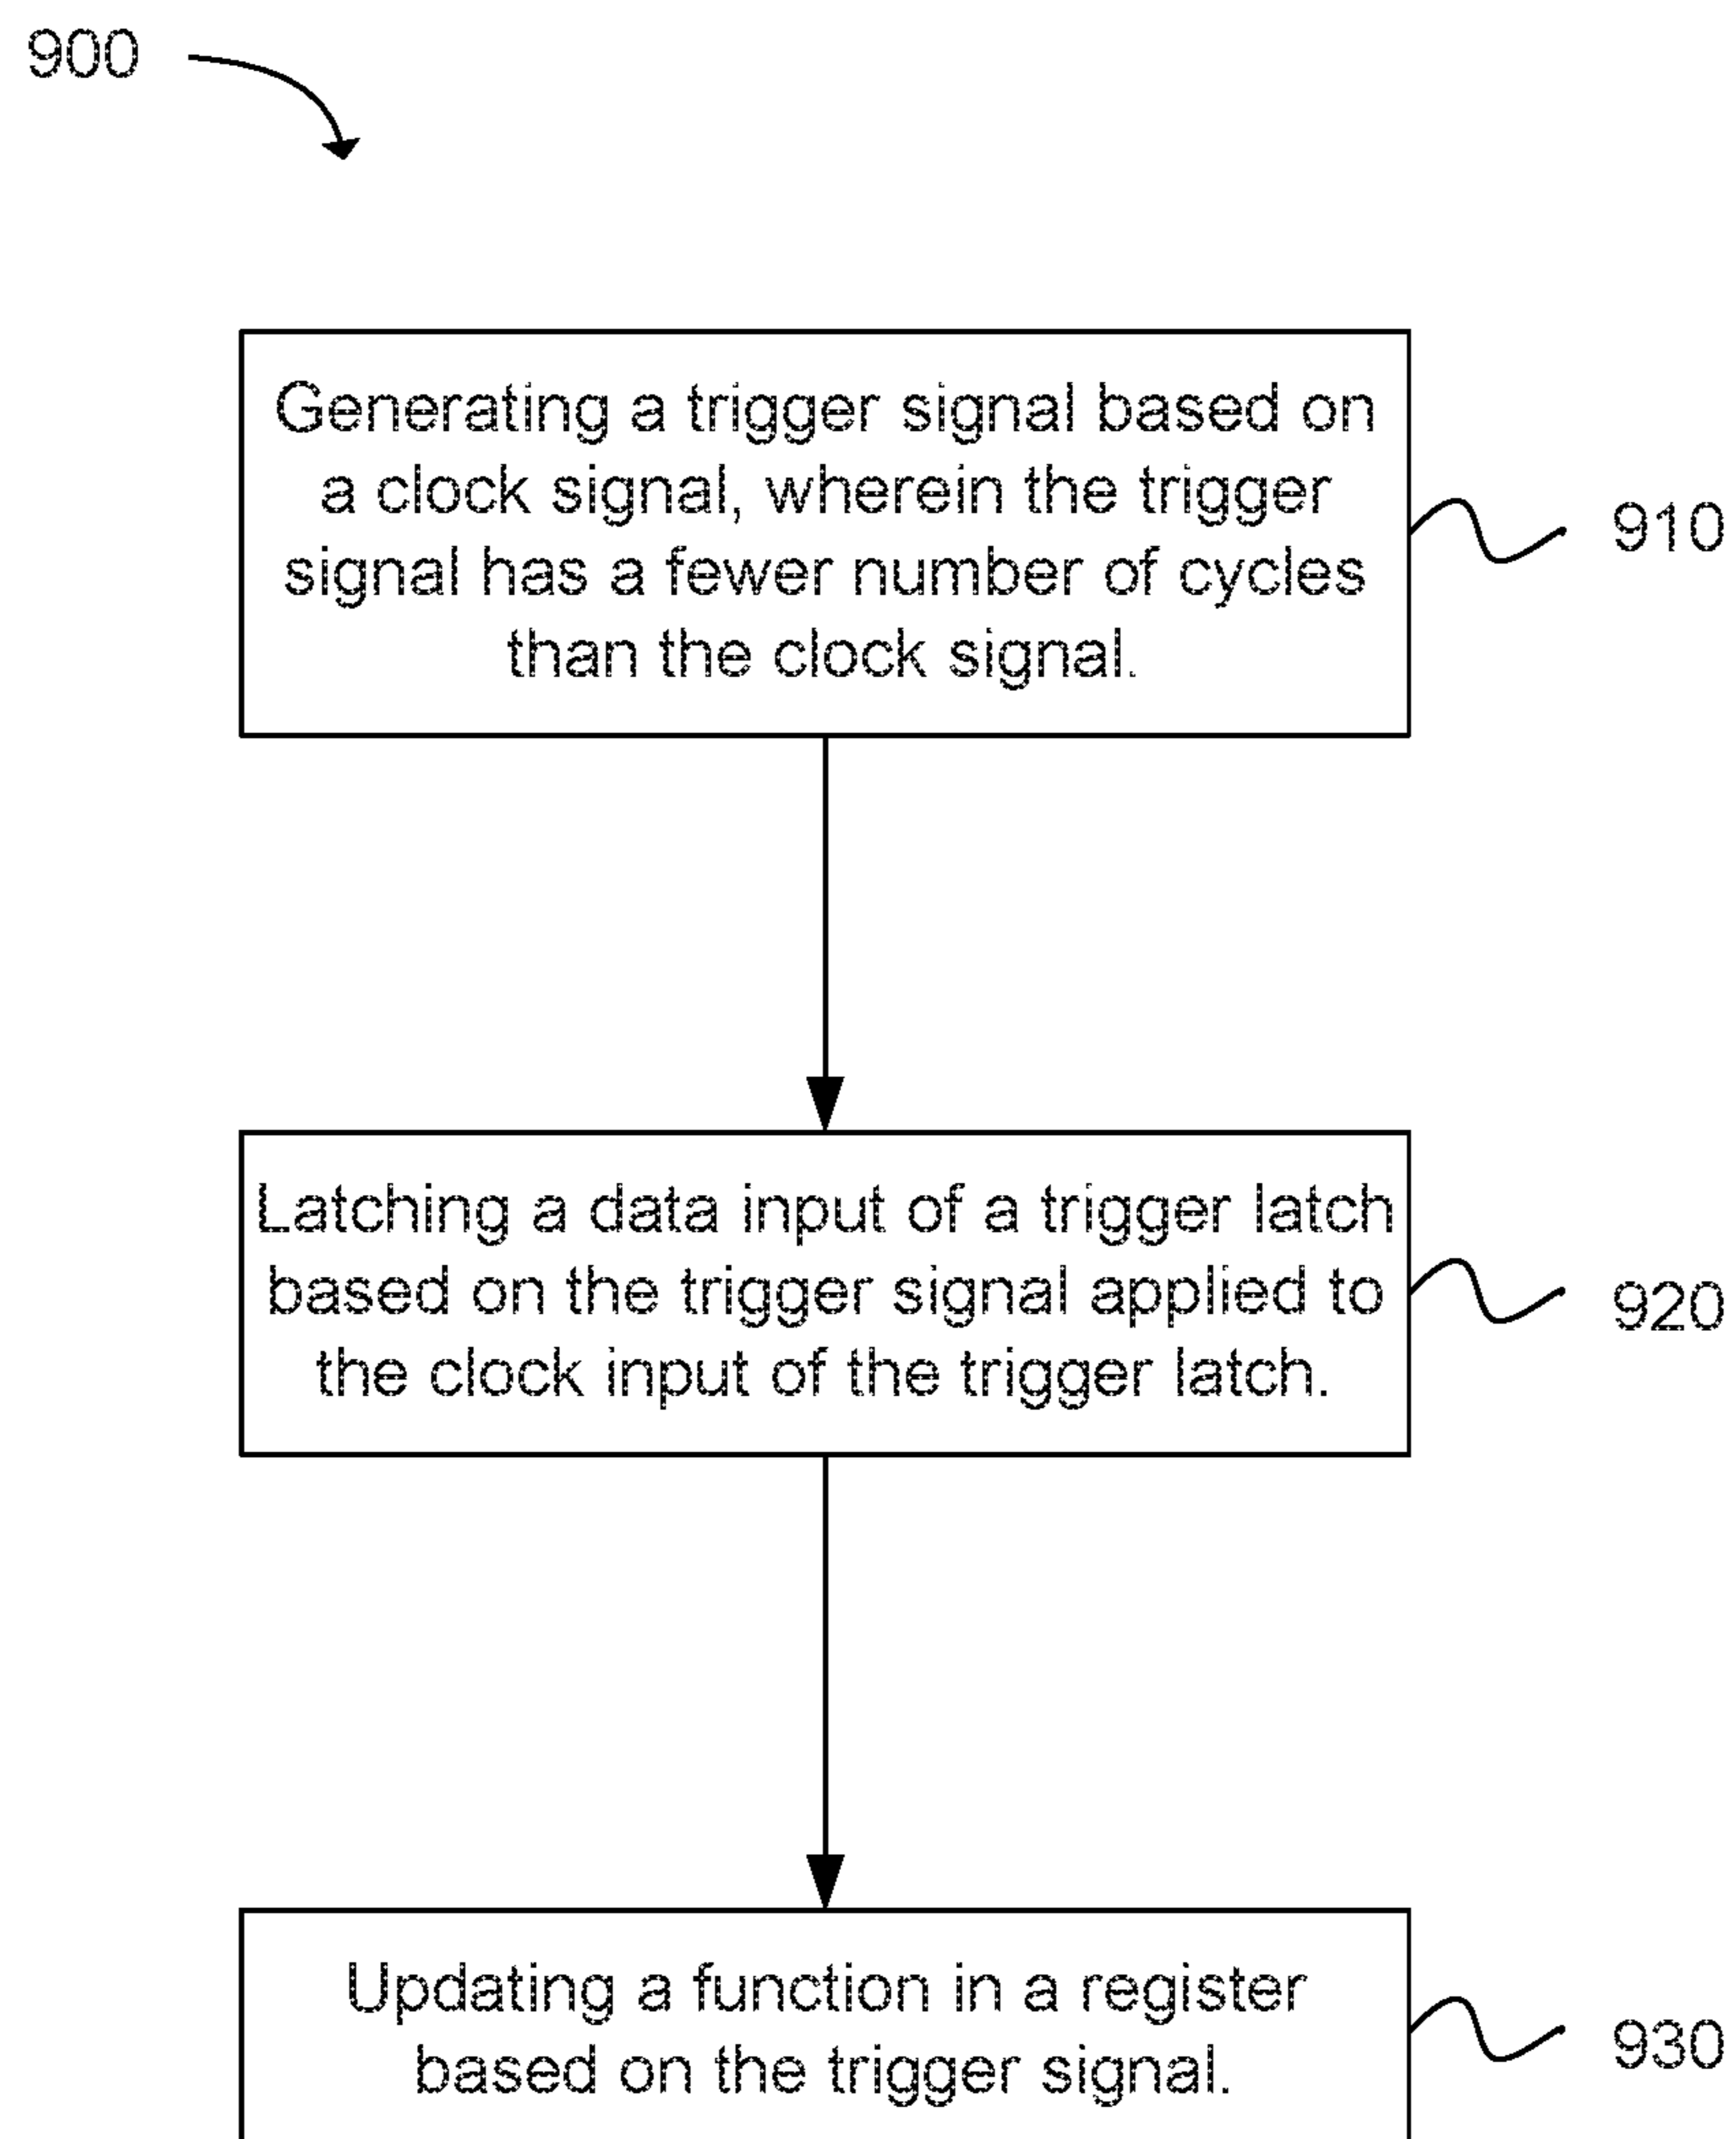 900
Generating a trigger signal based on
a clock signal, wherein the trigger
signal has a fewer number of cycles
than the clock signal.
910
Latching a data input of a trigger latch
based on the trigger signal applied to
the clock input of the trigger latch.
920
Updating a function in a register
based on the trigger signal.
930